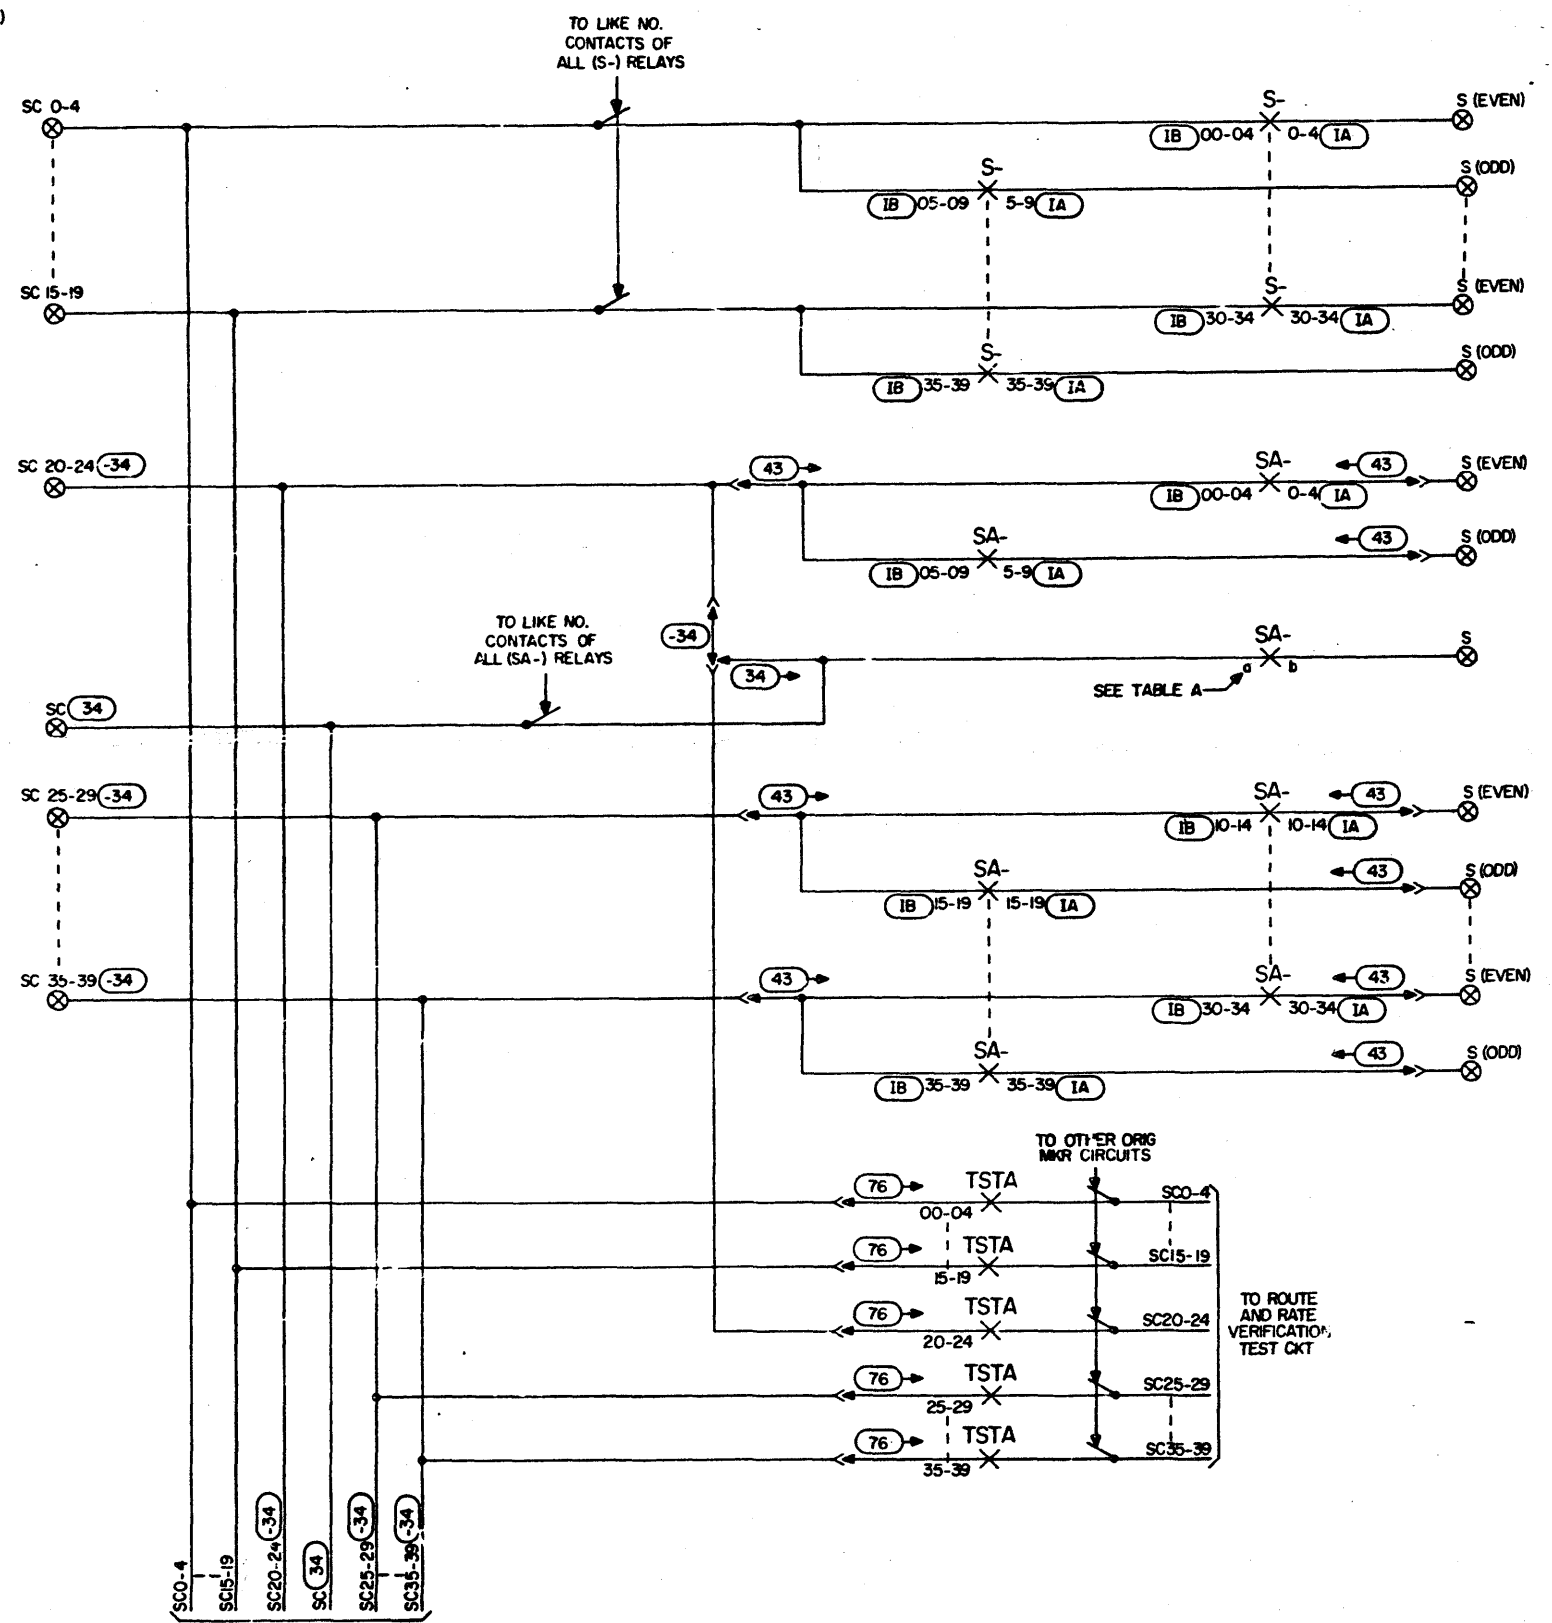 )
TO LIKE NO.
CONTACTS OF
ALL (S-) RELAYS
SC 0-4
S-
S (EVEN)
IB 00-04 0-4 IA
S-
S (ODD)
IB 05-09 5-9 IA
SC 15-19
S-
S (EVEN)
IB 30-34 30-34 IA
S-
S (ODD)
IB 35-39 35-39 IA
SC 20-24 -34
43
SA-
43
S (EVEN)
IB 00-04 0-4 IA
SA-
43
S (ODD)
IB 05-09 5-9 IA
TO LIKE NO.
CONTACTS OF
ALL (SA-) RELAYS
-34
34
SA-
S
a b
SEE TABLE A
SC 34
SC 25-29 -34
43
SA-
43
S (EVEN)
IB 10-14 10-14 IA
SA-
43
S (ODD)
IB 15-19 15-19 IA
SC 35-39 -34
43
SA-
43
S (EVEN)
IB 30-34 30-34 IA
SA-
43
S (ODD)
IB 35-39 35-39 IA
TO OTHER ORIG
MKR CIRCUITS
76 TSTA SC0-4
00-04
76 TSTA SC15-19
15-19
76 TSTA SC20-24
20-24
76 TSTA SC25-29
25-29
76 TSTA SC35-39
35-39
TO ROUTE
AND RATE
VERIFICATION
TEST CKT
SC0-4
SC15-19
SC20-24 -34
SC 34
SC25-29 -34
SC35-39 -34